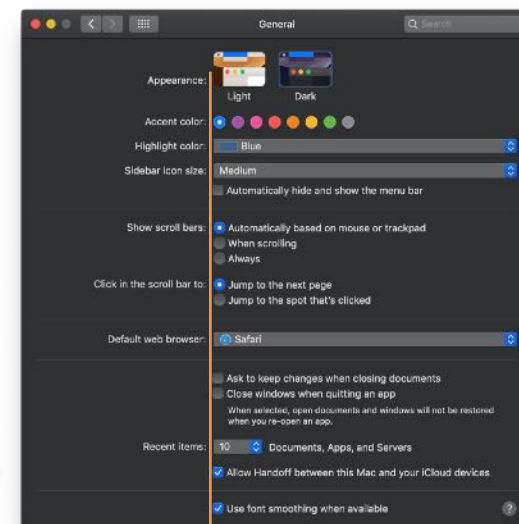 General
Search
Appearance:
Light
Dark
Accent color:
Highlight color: Blue
Sidebar icon size: Medium
Automatically hide and show the menu bar
Show scroll bars: Automatically based on mouse or trackpad
When scrolling
Always
Click in the scroll bar to: Jump to the next page
Jump to the spot that's clicked
Default web browser: Safari
Ask to keep changes when closing documents
Close windows when quitting an app
When selected, open documents and windows will not be restored
when you re-open an app.
Recent items: 10 Documents, Apps, and Servers
Allow Handoff between this Mac and your iCloud devices
Use font smoothing when available
?